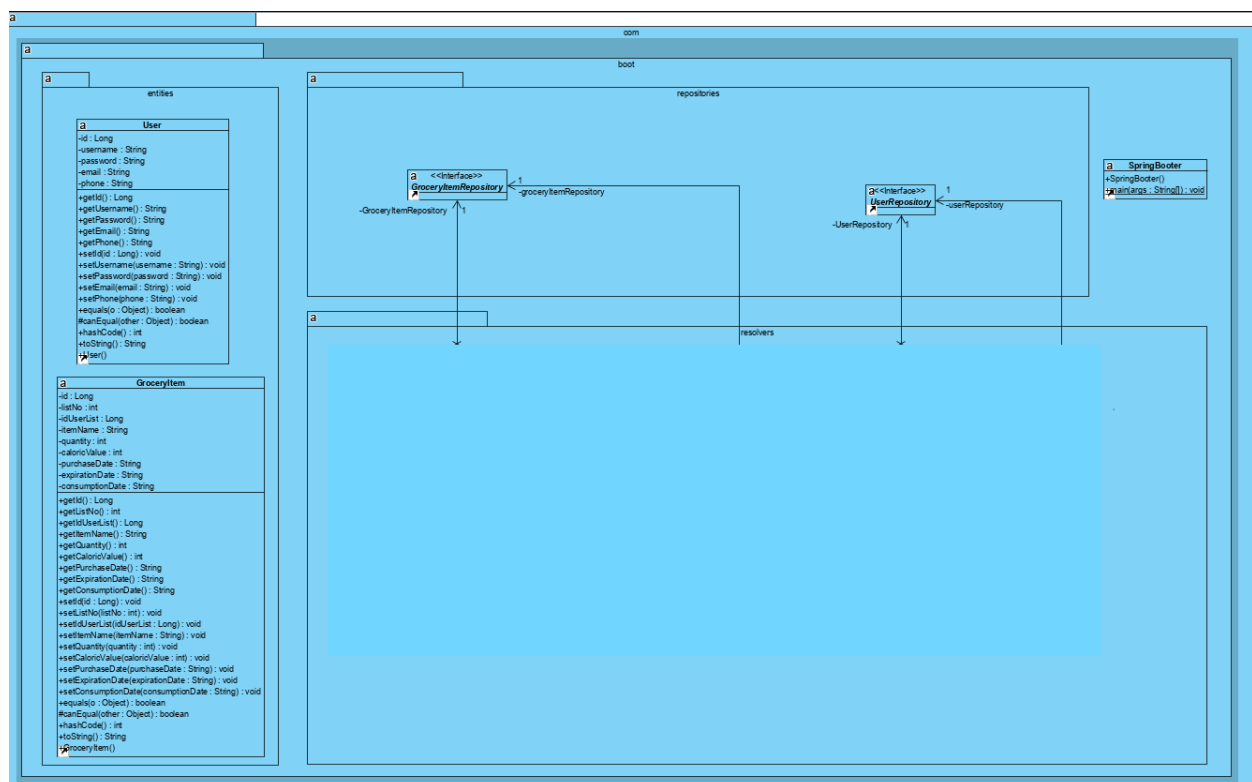 a
com
a
boot
a
entities
a
User
-id : Long
-username : String
-password : String
-email : String
-phone : String
+getId() : Long
+getUsername() : String
+getPassword() : String
+getEmail() : String
+getPhone() : String
+setId(id : Long) : void
+setUsername(username : String) : void
+setPassword(password : String) : void
+setEmail(email : String) : void
+setPhone(phone : String) : void
+equals(o : Object) : boolean
#canEqual(other : Object) : boolean
+hashCode() : int
+toString() : String
+User()
a
GroceryItem
-id : Long
-listNo : int
-idUserList : Long
-itemName : String
-quantity : int
-caloricValue : int
-purchaseDate : String
-expirationDate : String
-consumptionDate : String
+getId() : Long
+getListNo() : int
+getIdUserList() : Long
+getItemName() : String
+getQuantity() : int
+getCaloricValue() : int
+getPurchaseDate() : String
+getExpirationDate() : String
+getConsumptionDate() : String
+setId(id : Long) : void
+setListNo(listNo : int) : void
+setIdUserList(idUserList : Long) : void
+setItemName(itemName : String) : void
+setQuantity(quantity : int) : void
+setCaloricValue(caloricValue : int) : void
+setPurchaseDate(purchaseDate : String) : void
+setExpirationDate(expirationDate : String) : void
+setConsumptionDate(consumptionDate : String) : void
+equals(o : Object) : boolean
#canEqual(other : Object) : boolean
+hashCode() : int
+toString() : String
+GroceryItem()
a
repositories
a
<<Interface>>
GroceryItemRepository
1
-groceryItemRepository
-GroceryItemRepository
1
a
<<Interface>>
UserRepository
1
-userRepository
-UserRepository
1
a
SpringBooter
+SpringBooter()
+main(args : String[]) : void
a
resolvers